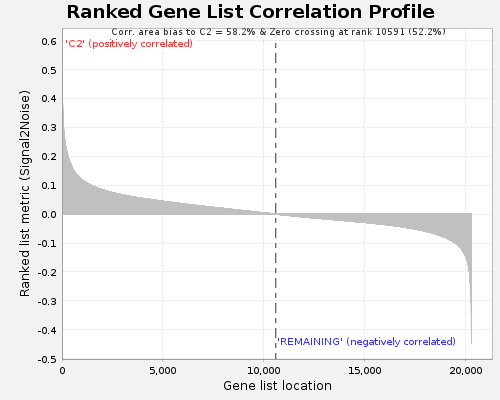 Ranked Gene List Correlation Profile
Corr. area bias to C2 = 58.2% & Zero crossing at rank 10591 (52.2%)
'C2' (positively correlated)
0.6
0.5
0.4
0.3
0.2
0.1
0.0
-0.1
-0.2
-0.3
-0.4
-0.5
Ranked list metric (Signal2Noise)
'REMAINING' (negatively correlated)
0 5,000 10,000 15,000 20,000
Gene list location